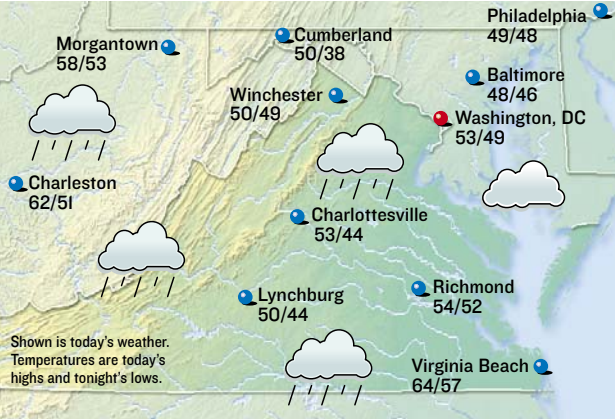 Philadelphia
49/48
Cumberland
50/38
Morgantown
58/53
Baltimore
48/46
Winchester
50/49
Washington, DC
53/49
Charleston
62/51
Charlottesville
53/44
Richmond
54/52
Lynchburg
50/44
Shown is today's weather.
Temperatures are today's
highs and tonight's lows.
Virginia Beach
64/57